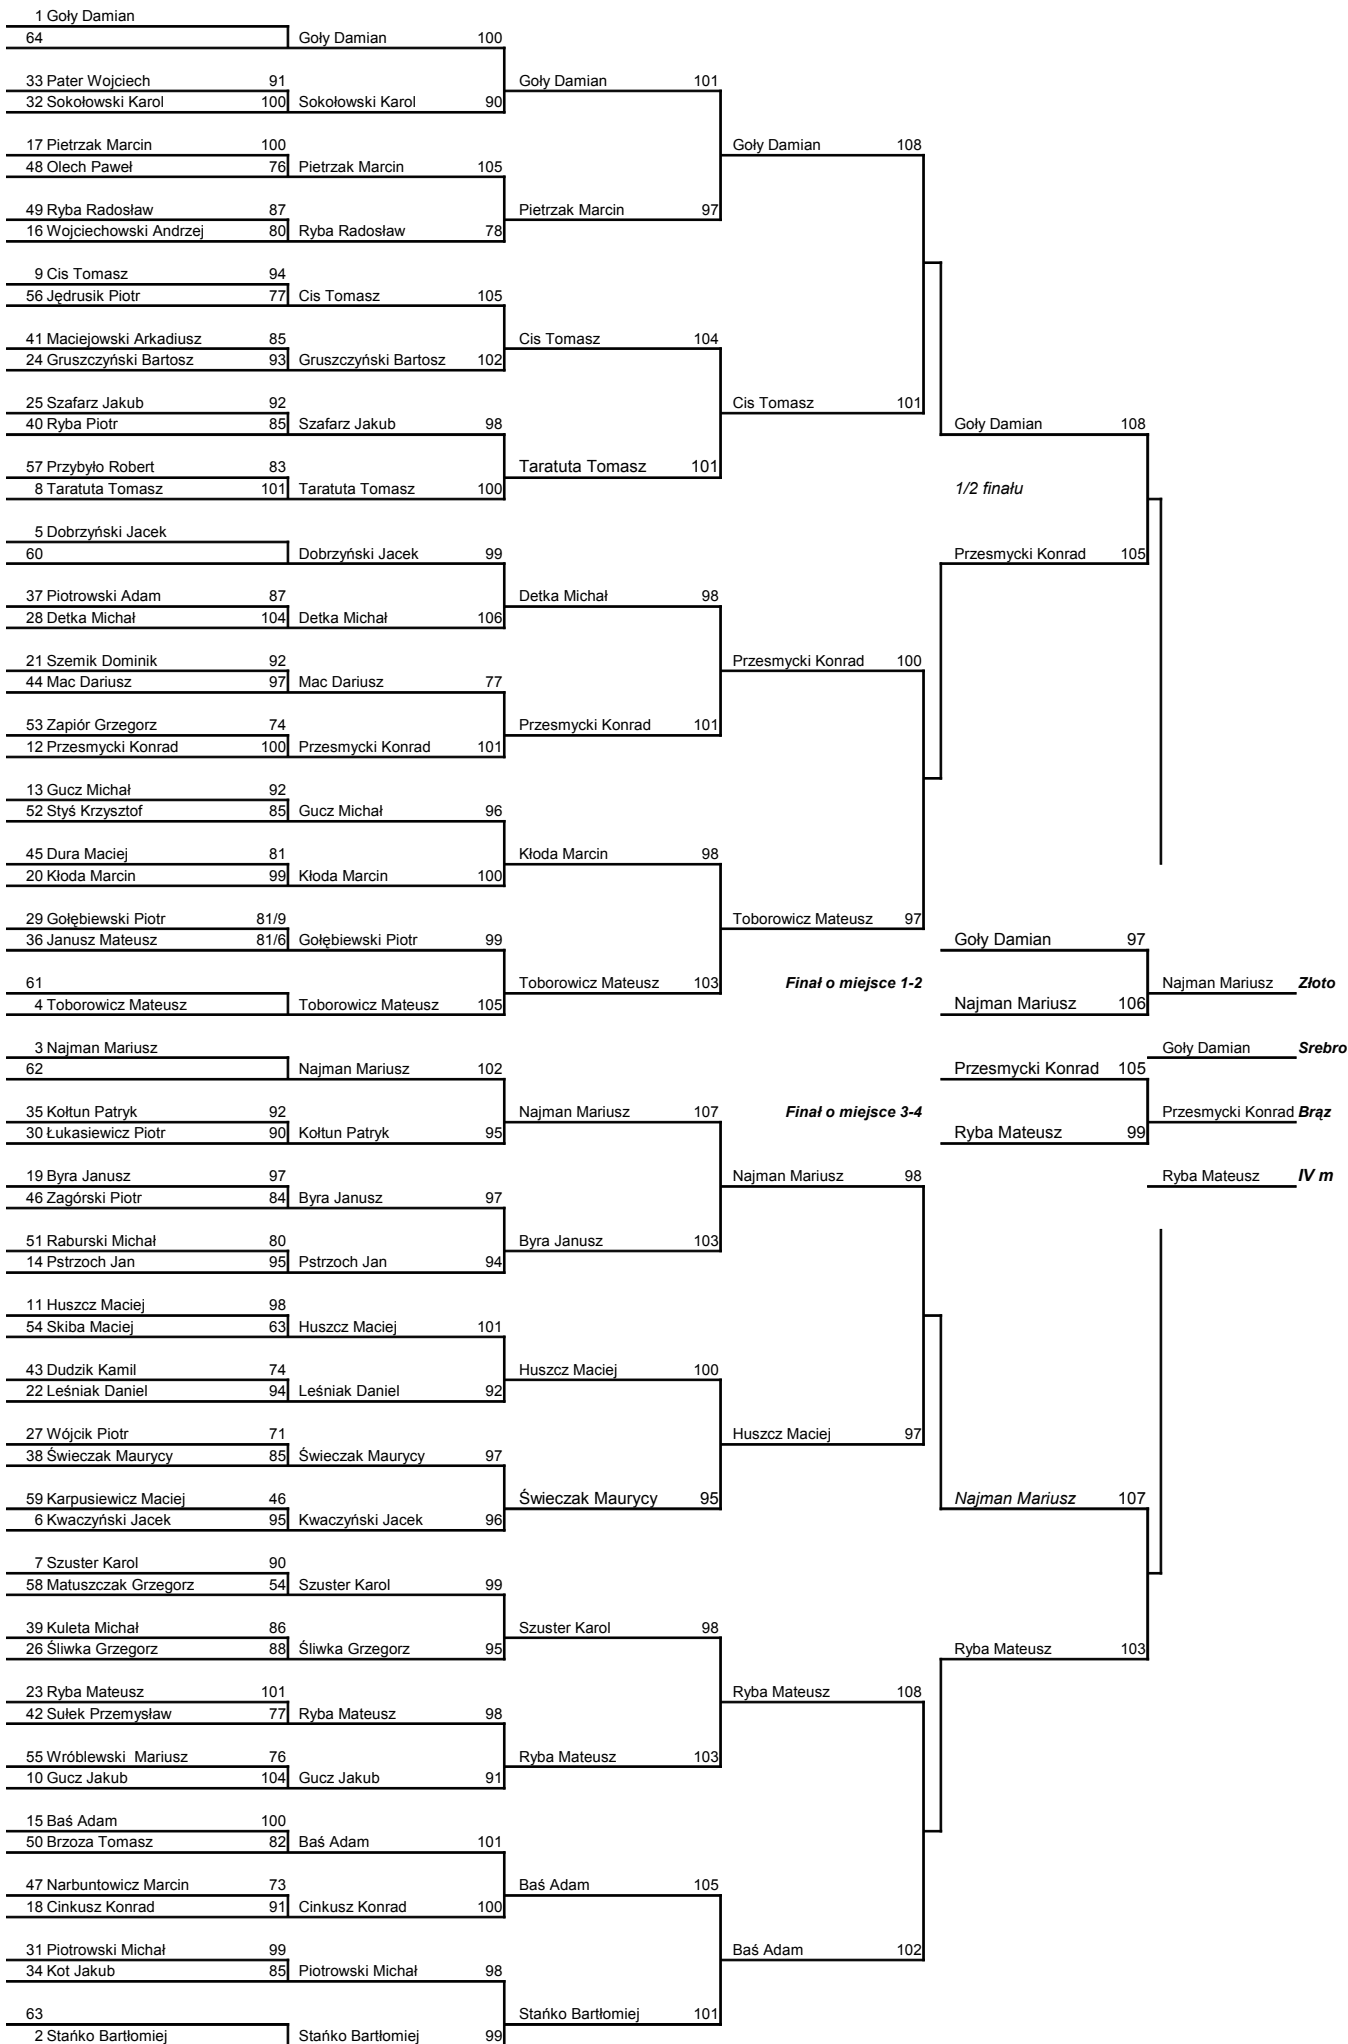 1 Goły Damian
64 Goły Damian 100
33 Pater Wojciech 91 Goły Damian 101
32 Sokołowski Karol 100 Sokołowski Karol 90
17 Pietrzak Marcin 100 Goły Damian 108
48 Olech Paweł 76 Pietrzak Marcin 105
49 Ryba Radosław 87 Pietrzak Marcin 97
16 Wojciechowski Andrzej 80 Ryba Radosław 78
9 Cis Tomasz 94
56 Jędrusik Piotr 77 Cis Tomasz 105
41 Maciejowski Arkadiusz 85 Cis Tomasz 104
24 Gruszczyński Bartosz 93 Gruszczyński Bartosz 102
25 Szafarz Jakub 92 Cis Tomasz 101
40 Ryba Piotr 85 Szafarz Jakub 98 Goły Damian 108
57 Przybyło Robert 83 Taratuta Tomasz 101
8 Taratuta Tomasz 101 Taratuta Tomasz 100 1/2 finału
5 Dobrzyński Jacek
60 Dobrzyński Jacek 99 Przesmycki Konrad 105
37 Piotrowski Adam 87 Detka Michał 98
28 Detka Michał 104 Detka Michał 106
21 Szemik Dominik 92 Przesmycki Konrad 100
44 Mac Dariusz 97 Mac Dariusz 77
53 Zapiór Grzegorz 74 Przesmycki Konrad 101
12 Przesmycki Konrad 100 Przesmycki Konrad 101
13 Gucz Michał 92
52 Styś Krzysztof 85 Gucz Michał 96
45 Dura Maciej 81 Kłoda Marcin 98
20 Kłoda Marcin 99 Kłoda Marcin 100
29 Gołębiewski Piotr 81/9 Toborowicz Mateusz 97
36 Janusz Mateusz 81/6 Gołębiewski Piotr 99 Goły Damian 97
61 Toborowicz Mateusz 103 Finał o miejsce 1-2 Najman Mariusz Złoto
4 Toborowicz Mateusz Toborowicz Mateusz 105 Najman Mariusz 106
3 Najman Mariusz Goły Damian Srebro
62 Najman Mariusz 102 Przesmycki Konrad 105
35 Kołtun Patryk 92 Najman Mariusz 107 Finał o miejsce 3-4 Przesmycki Konrad Brąz
30 Łukasiewicz Piotr 90 Kołtun Patryk 95 Ryba Mateusz 99
19 Byra Janusz 97 Najman Mariusz 98 Ryba Mateusz IV m
46 Zagórski Piotr 84 Byra Janusz 97
51 Raburski Michał 80 Byra Janusz 103
14 Pstrzoch Jan 95 Pstrzoch Jan 94
11 Huszcz Maciej 98
54 Skiba Maciej 63 Huszcz Maciej 101
43 Dudzik Kamil 74 Huszcz Maciej 100
22 Leśniak Daniel 94 Leśniak Daniel 92
27 Wójcik Piotr 71 Huszcz Maciej 97
38 Świeczak Maurycy 85 Świeczak Maurycy 97
59 Karpusiewicz Maciej 46 Świeczak Maurycy 95 Najman Mariusz 107
6 Kwaczyński Jacek 95 Kwaczyński Jacek 96
7 Szuster Karol 90
58 Matuszczak Grzegorz 54 Szuster Karol 99
39 Kuleta Michał 86 Szuster Karol 98
26 Śliwka Grzegorz 88 Śliwka Grzegorz 95 Ryba Mateusz 103
23 Ryba Mateusz 101 Ryba Mateusz 108
42 Sułek Przemysław 77 Ryba Mateusz 98
55 Wróblewski Mariusz 76 Ryba Mateusz 103
10 Gucz Jakub 104 Gucz Jakub 91
15 Baś Adam 100
50 Brzoza Tomasz 82 Baś Adam 101
47 Narbuntowicz Marcin 73 Baś Adam 105
18 Cinkusz Konrad 91 Cinkusz Konrad 100
31 Piotrowski Michał 99 Baś Adam 102
34 Kot Jakub 85 Piotrowski Michał 98
63 Stańko Bartłomiej 101
2 Stańko Bartłomiej Stańko Bartłomiej 99